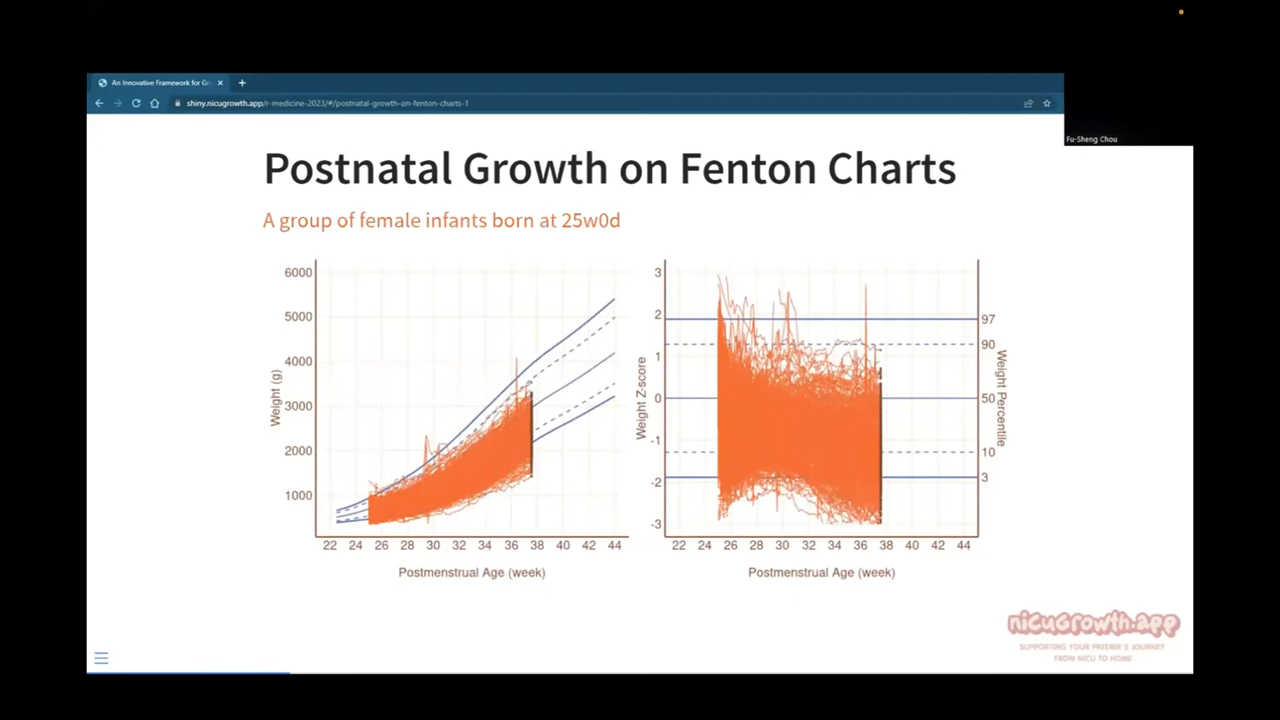 An Innovative Framework for Gr
shiny.nicugrowth.app/r-medicine-2023/#/postnatal-growth-on-fenton-charts-1
Fu-Sheng Chou
Postnatal Growth on Fenton Charts
A group of female infants born at 25w0d
6000
5000
4000
3000
2000
1000
Weight (g)
22 24 26 28 30 32 34 36 38 40 42 44
Postmenstrual Age (week)
3
2
1
0
-1
-2
-3
Weight Z-score
97
90
50
10
3
Weight Percentile
22 24 26 28 30 32 34 36 38 40 42 44
Postmenstrual Age (week)
nicuGrowth.app
SUPPORTING YOUR PREEMIE'S JOURNEY
FROM NICU TO HOME